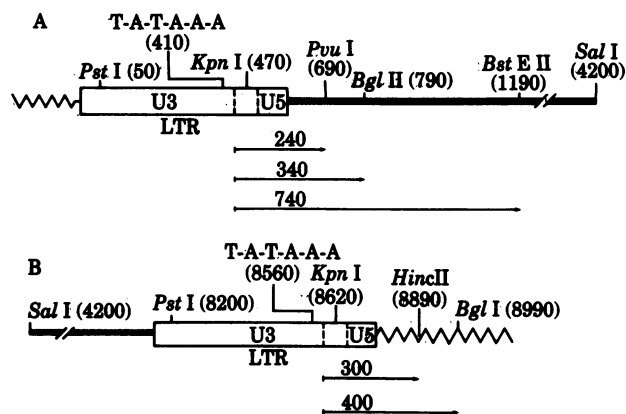 A
T-A-T-A-A-A
(410)
Pst I (50)
Kpn I (470)
Pvu I
(690)
Bgl II (790)
Bst E II
(1190)
Sal I
(4200)
U3
U5
LTR
240
340
740
B
T-A-T-A-A-A
(8560)
Kpn I
(8620)
Sal I (4200)
Pst I (8200)
HincII
(8890)
Bgl I (8990)
U3
U5
LTR
300
400